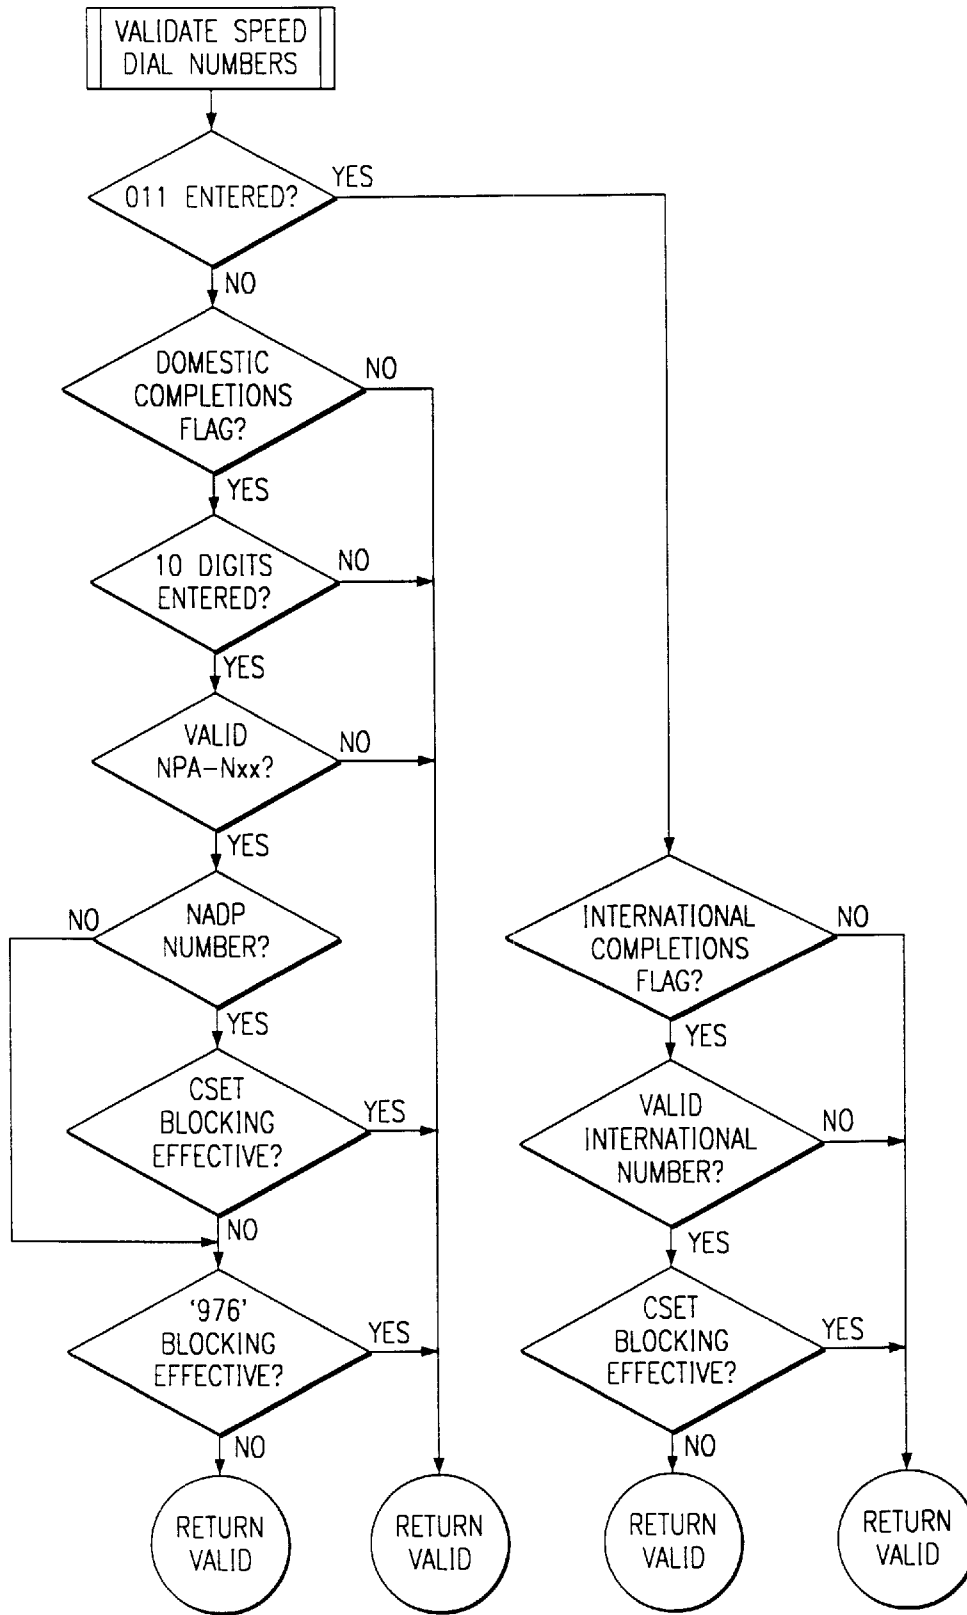 VALIDATE SPEED
DIAL NUMBERS
011 ENTERED?
YES
NO
DOMESTIC
COMPLETIONS
FLAG?
NO
YES
10 DIGITS
ENTERED?
NO
YES
VALID
NPA-Nxx?
NO
YES
NADP
NUMBER?
NO
YES
CSET
BLOCKING
EFFECTIVE?
YES
NO
'976'
BLOCKING
EFFECTIVE?
YES
NO
RETURN
VALID
RETURN
VALID
INTERNATIONAL
COMPLETIONS
FLAG?
NO
YES
VALID
INTERNATIONAL
NUMBER?
NO
YES
CSET
BLOCKING
EFFECTIVE?
YES
NO
RETURN
VALID
RETURN
VALID